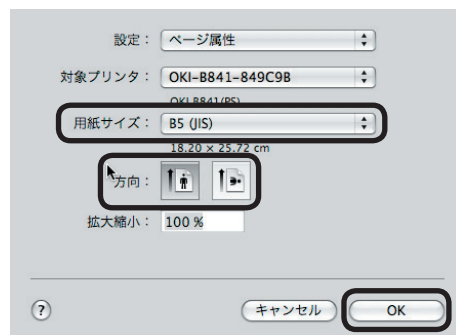 設定： ページ属性
対象プリンタ： OKI-B841-849C9B
OKI B841(PS)
用紙サイズ： B5 (JIS)
18.20 × 25.72 cm
方向：
拡大縮小： 100 %
? キャンセル OK